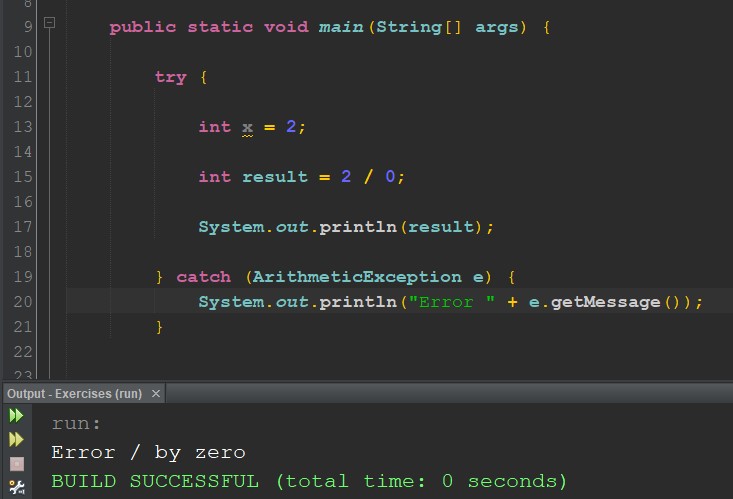 8
9 public static void main(String[] args) {
10
11 try {
12
13 int x = 2;
14
15 int result = 2 / 0;
16
17 System.out.println(result);
18
19 } catch (ArithmeticException e) {
20 System.out.println("Error " + e.getMessage());
21 }
22
23
Output - Exercises (run) ×
run:
Error / by zero
BUILD SUCCESSFUL (total time: 0 seconds)